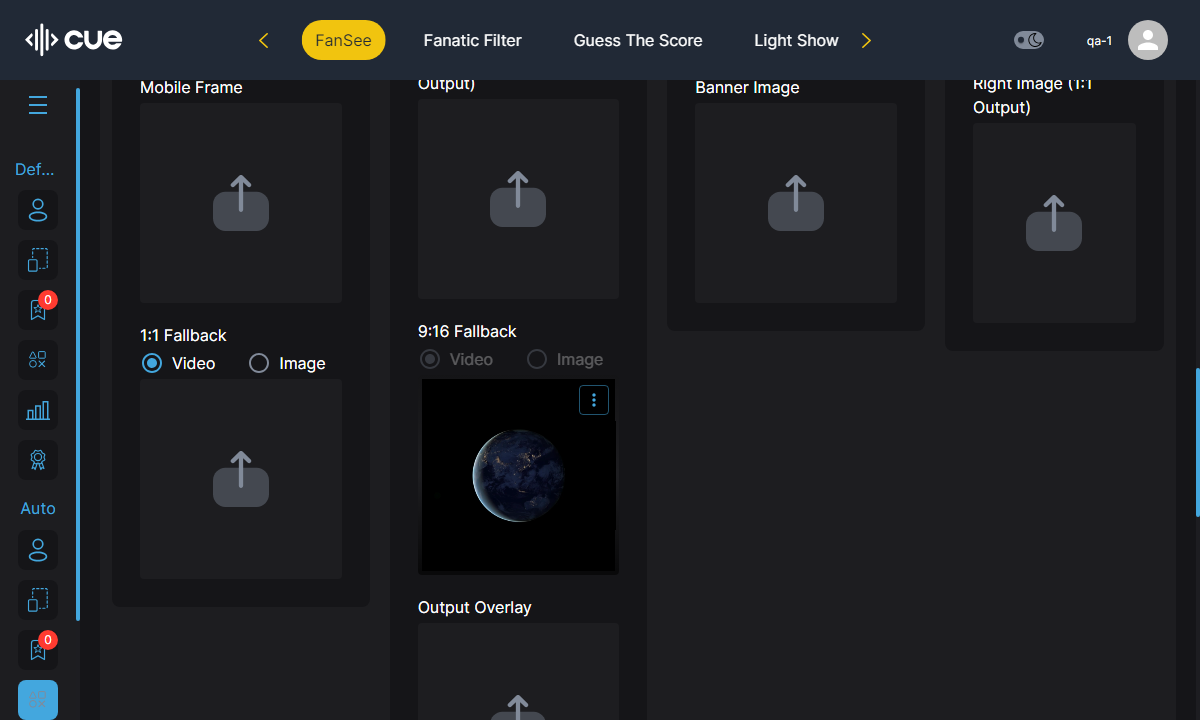 cue
FanSee
Fanatic Filter
Guess The Score
Light Show
qa-1
Def...
0
Auto
0
Mobile Frame
1:1 Fallback
Video
Image
Output)
9:16 Fallback
Video
Image
Output Overlay
Banner Image
Right Image (1:1
Output)